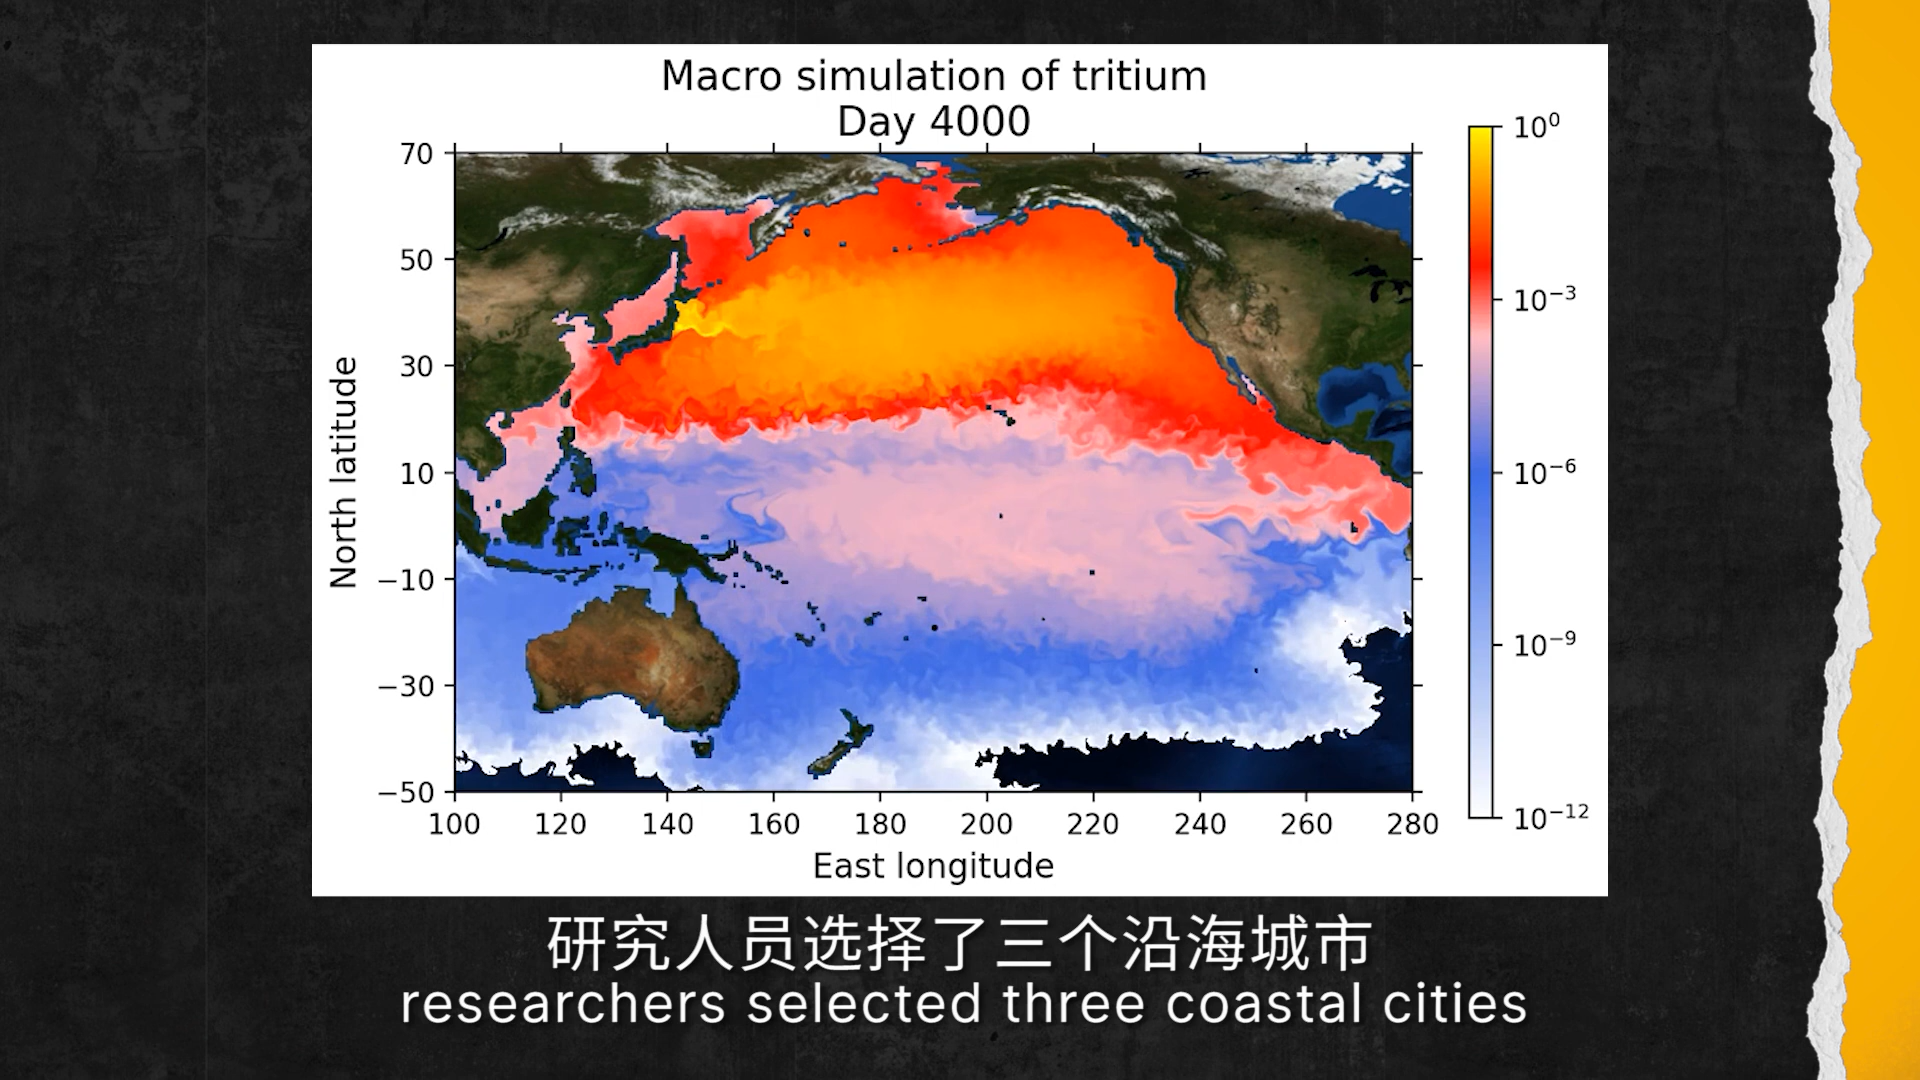 Macro simulation of tritium
Day 4000
70
50
30
10
−10
−30
−50
North latitude
100 120 140 160 180 200 220 240 260 280
East longitude
10⁰
10⁻³
10⁻⁶
10⁻⁹
10⁻¹²
研究人员选择了三个沿海城市
researchers selected three coastal cities